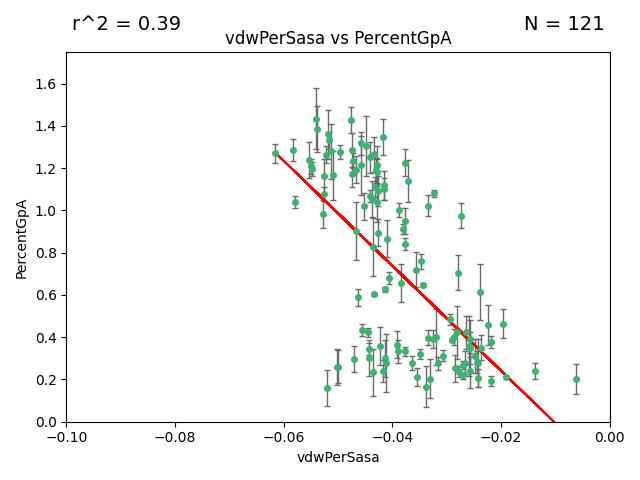 r^2 = 0.39 N = 121
vdwPerSasa vs PercentGpA
1.6
1.4
1.2
1.0
0.8
0.6
0.4
0.2
0.0
PercentGpA
−0.10 −0.08 −0.06 −0.04 −0.02 0.00
vdwPerSasa